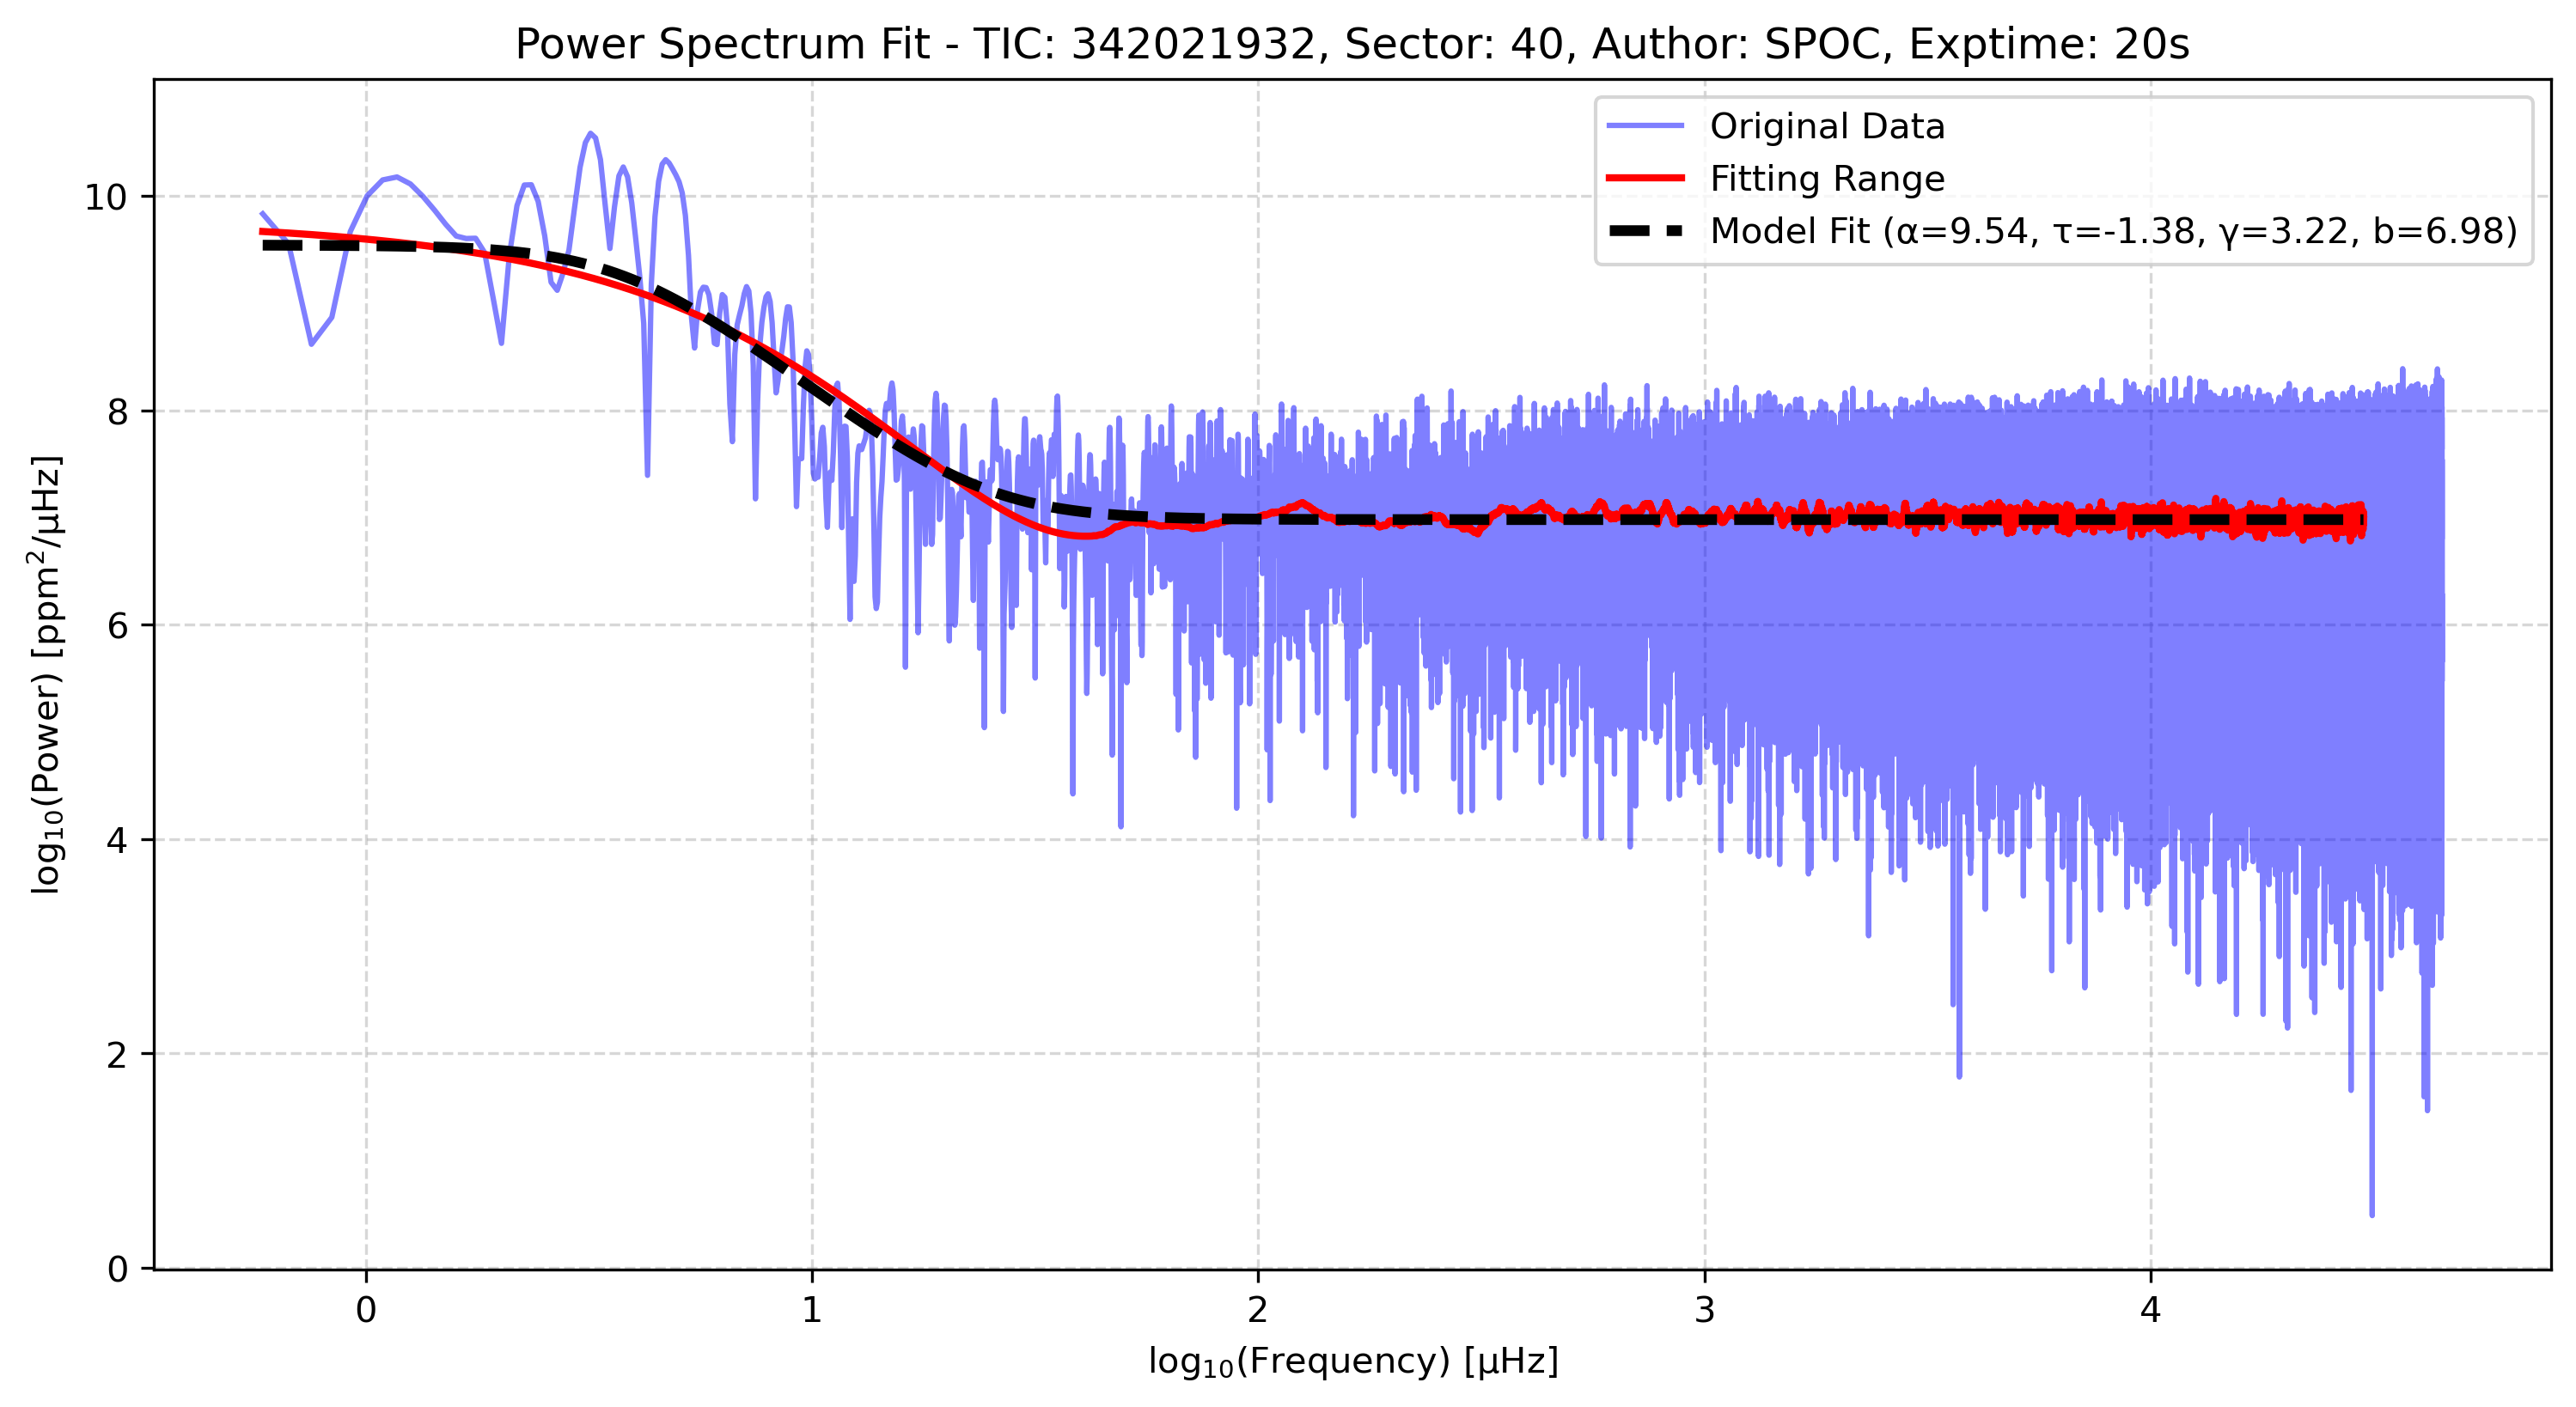 Power Spectrum Fit - TIC: 342021932, Sector: 40, Author: SPOC, Exptime: 20s
Original Data
Fitting Range
Model Fit (α=9.54, τ=-1.38, γ=3.22, b=6.98)
log₁₀(Power) [ppm²/μHz]
10
8
6
4
2
0
0 1 2 3 4
log₁₀(Frequency) [μHz]